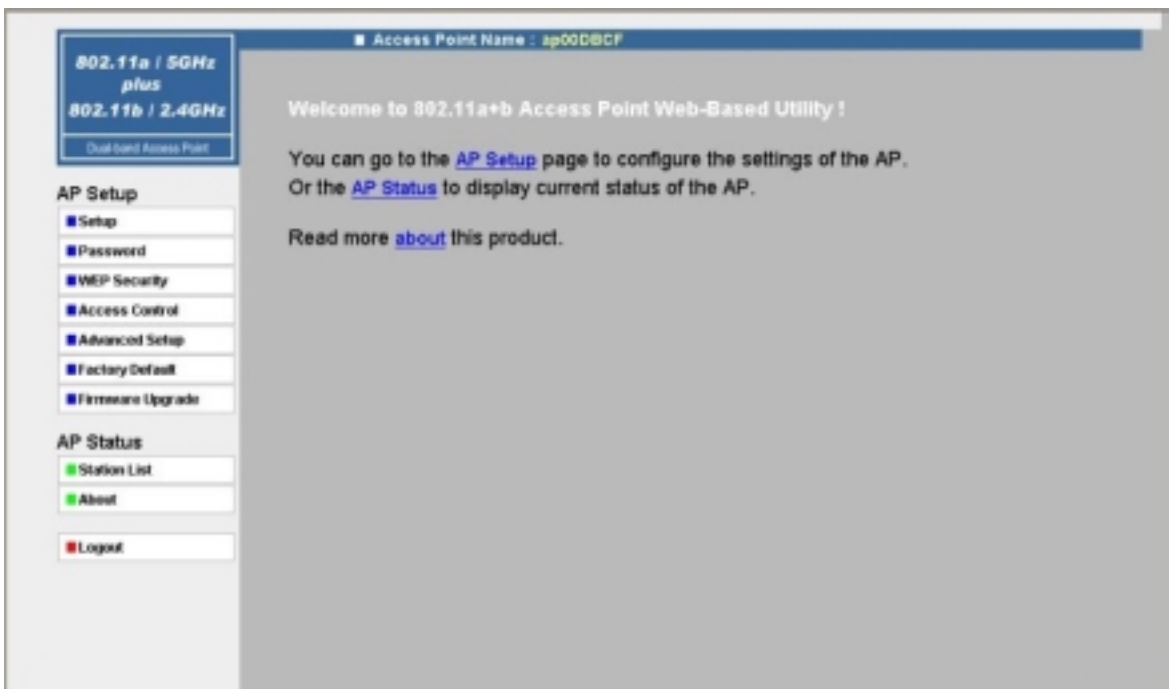 802.11a / 5GHz
plus
802.11b / 2.4GHz
Dual-band Access Point
Access Point Name : ap00DBCF
Welcome to 802.11a+b Access Point Web-Based Utility !
You can go to the AP Setup page to configure the settings of the AP.
Or the AP Status to display current status of the AP.
Read more about this product.
AP Setup
Setup
Password
WEP Security
Access Control
Advanced Setup
Factory Default
Firmware Upgrade
AP Status
Station List
About
Logout